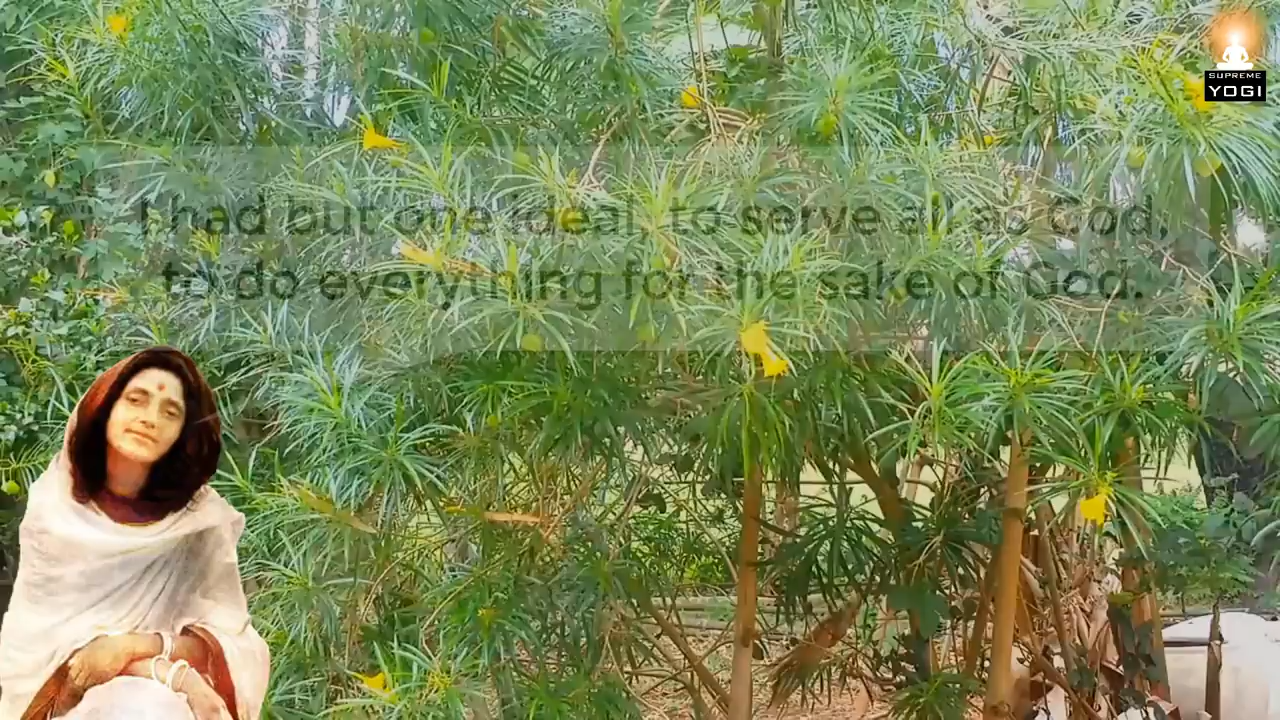 SUPREME
YOGI
I had but one ideal, to serve all as God,
to do everything for the sake of God.